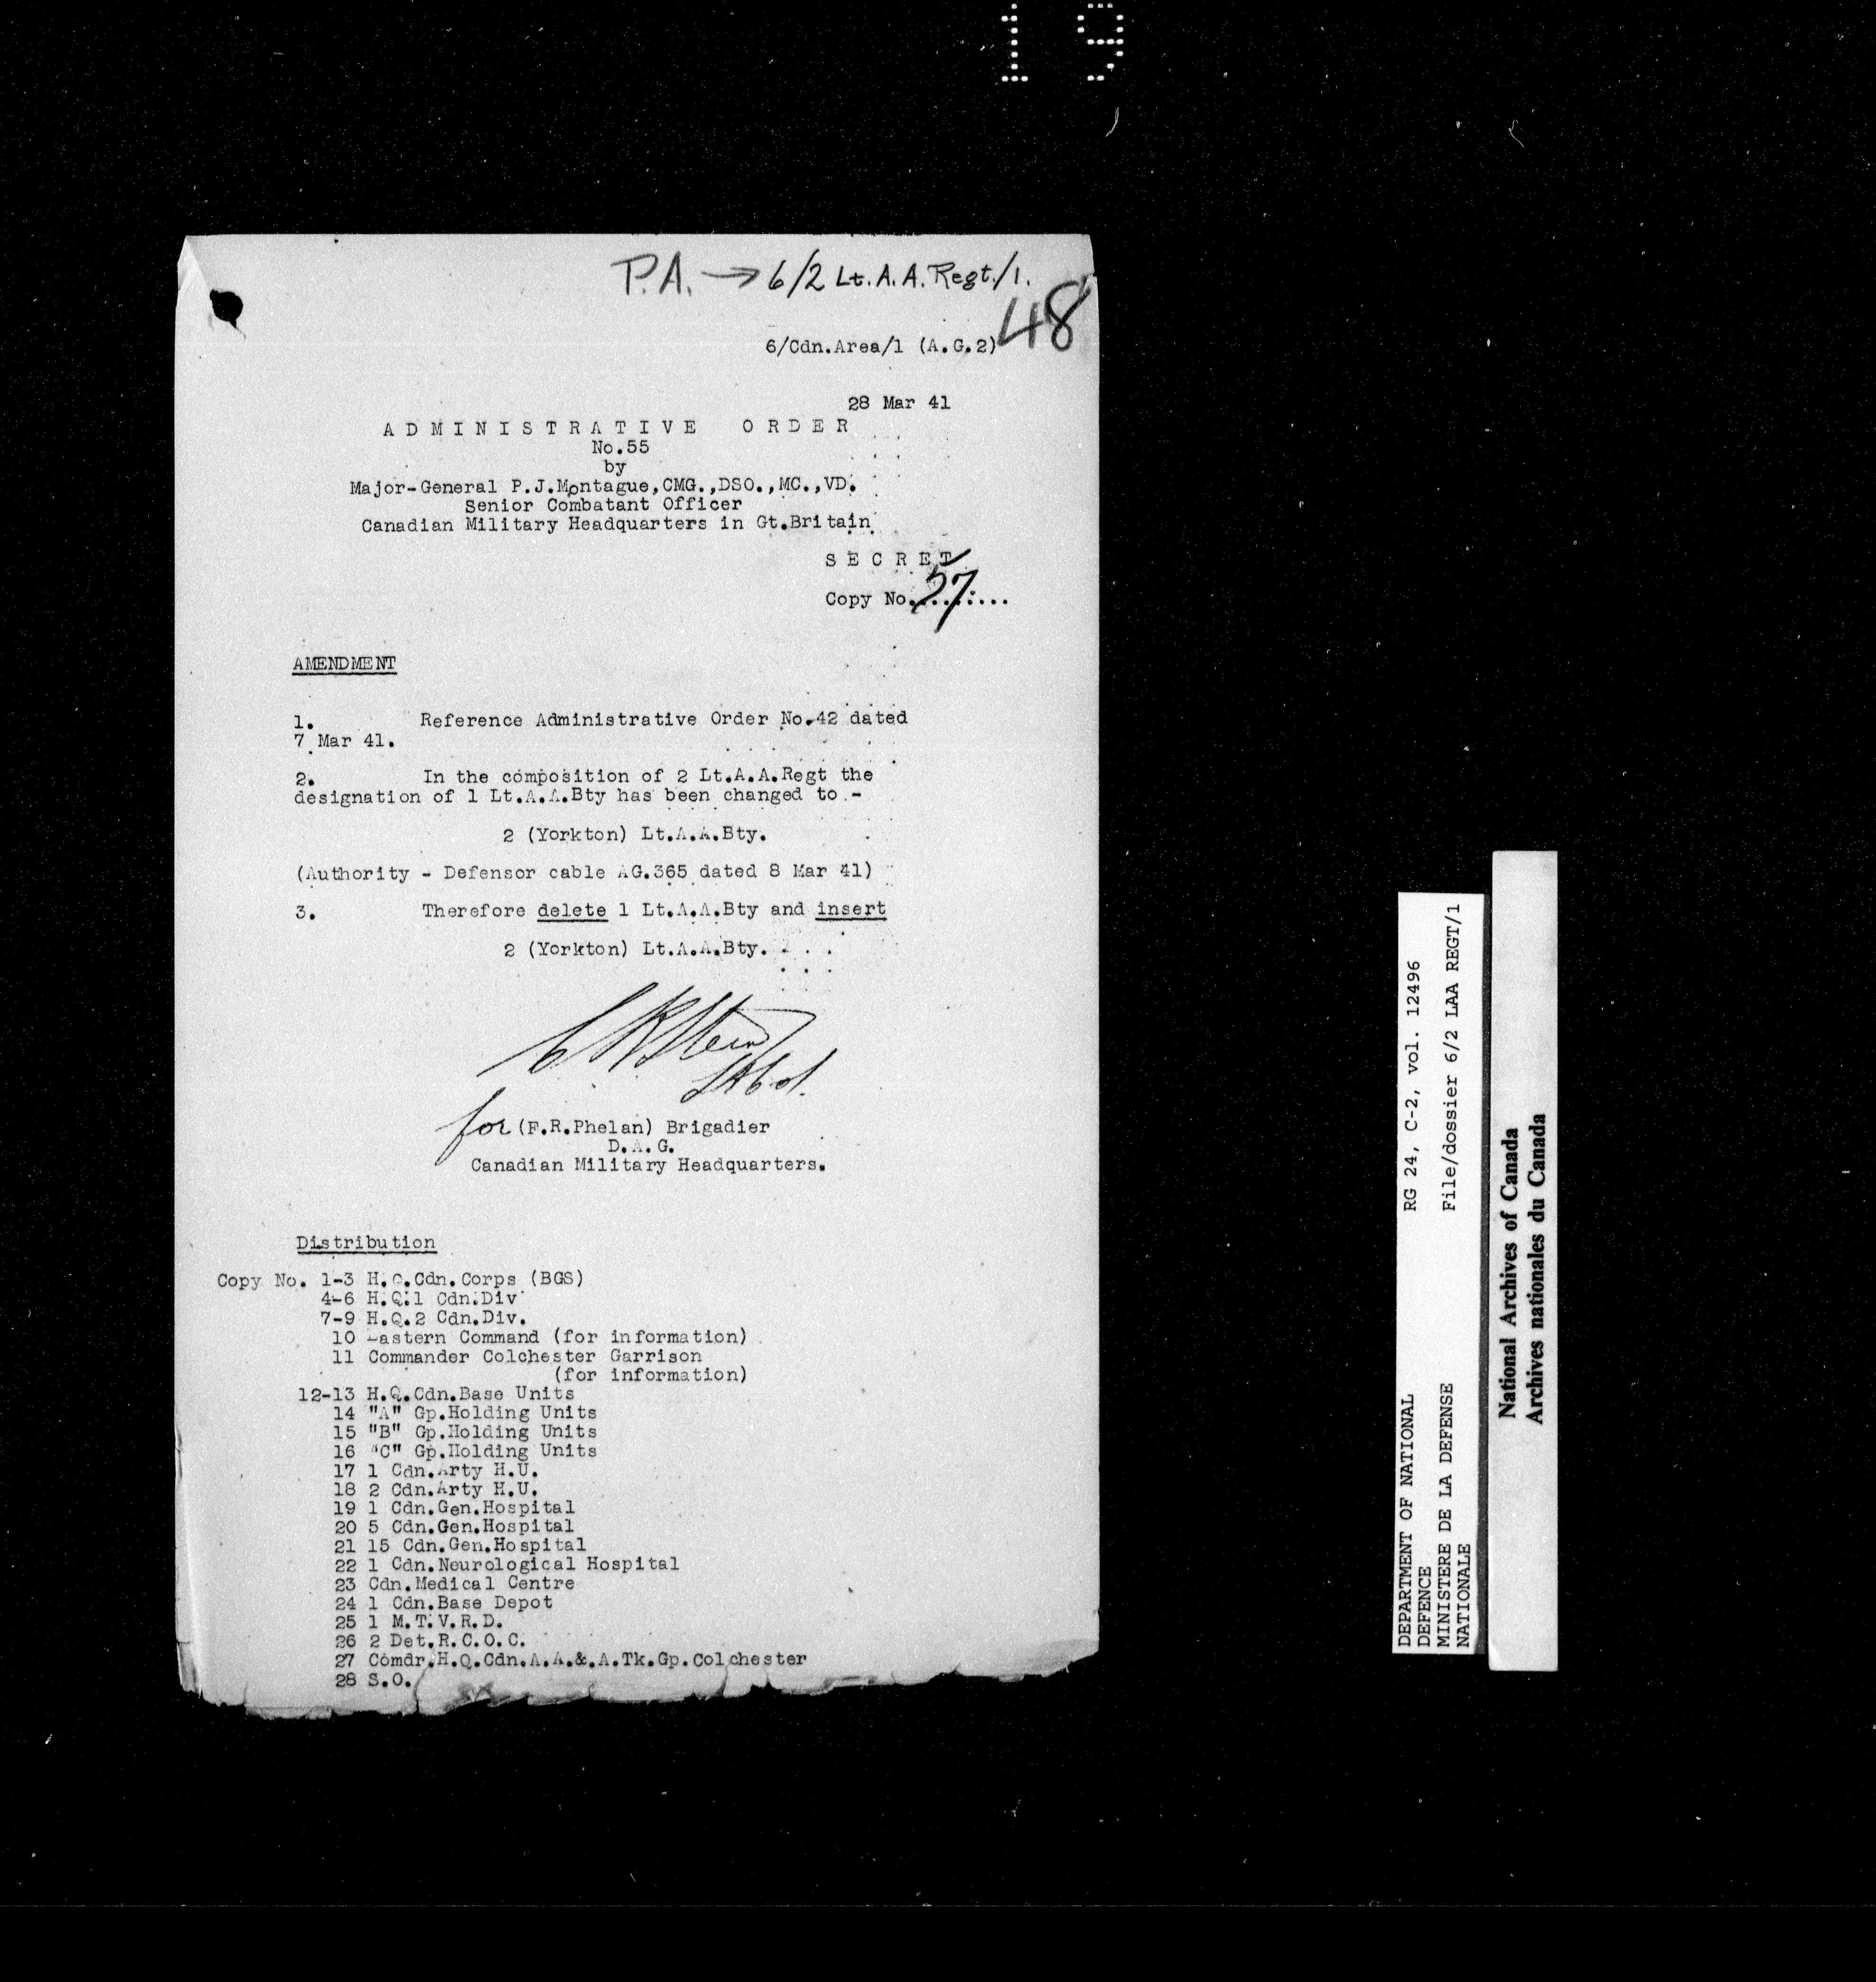 19
P.A. → 6/2 Lt. A. A. Regt./1.
48
6/Cdn.Area/1 (A.G.2)
28 Mar 41
ADMINISTRATIVE ORDER
No.55
by
Major-General P.J.Montague,CMG.,DSO.,MC.,VD.
Senior Combatant Officer
Canadian Military Headquarters in Gt.Britain
SECRET
Copy No.........
AMENDMENT
1. Reference Administrative Order No.42 dated
7 Mar 41.
2. In the composition of 2 Lt.A.A.Regt the
designation of 1 Lt.A.A.Bty has been changed to.-
2 (Yorkton) Lt.A.A.Bty.
(Authority - Defensor cable AG.365 dated 8 Mar 41)
3. Therefore delete 1 Lt.A.A.Bty and insert
2 (Yorkton) Lt.A.A.Bty.
for (F.R.Phelan) Brigadier
D.A.G.
Canadian Military Headquarters.
Distribution
Copy No. 1-3 H.Q.Cdn.Corps (BGS)
4-6 H.Q.1 Cdn.Div
7-9 H.Q.2 Cdn.Div.
10 Eastern Command (for information)
11 Commander Colchester Garrison
(for information)
12-13 H.Q.Cdn.Base Units
14 "A" Gp.Holding Units
15 "B" Gp.Holding Units
16 "C" Gp.Holding Units
17 1 Cdn.Arty H.U.
18 2 Cdn.Arty H.U.
19 1 Cdn.Gen.Hospital
20 5 Cdn.Gen.Hospital
21 15 Cdn.Gen.Hospital
22 1 Cdn.Neurological Hospital
23 Cdn.Medical Centre
24 1 Cdn.Base Depot
25 1 M.T.V.R.D.
26 2 Det.R.C.O.C.
27 Comdr.H.Q.Cdn.A.A.&.A.Tk.Gp.Colchester
28 S.O.
DEPARTMENT OF NATIONAL RG 24, C-2, vol. 12496
DEFENCE
MINISTERE DE LA DEFENSE File/dossier 6/2 LAA REGT/1
NATIONALE
National Archives of Canada
Archives nationales du Canada